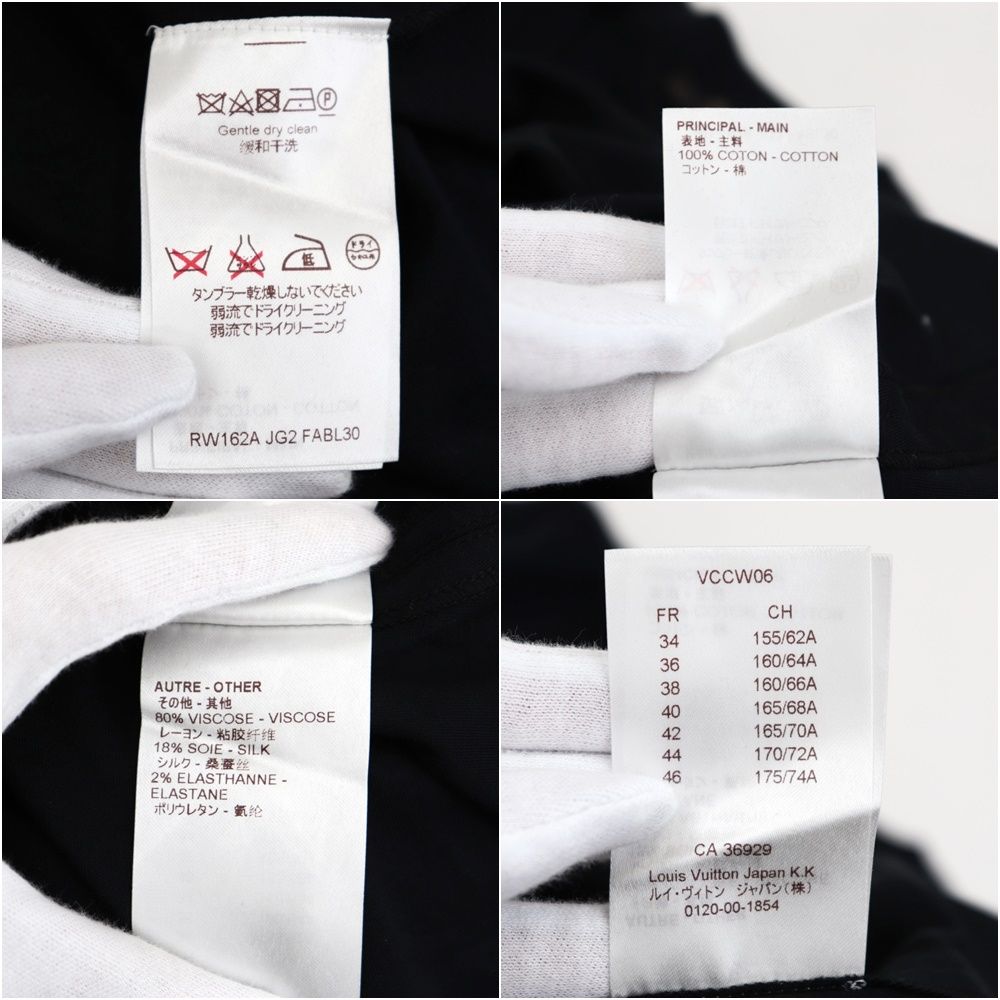 P
Gentle dry clean
缓和干洗
低
ドライ
タンブラー乾燥しないでください
弱流でドライクリーニング
弱流でドライクリーニング
RW162A JG2 FABL30
PRINCIPAL - MAIN
表地 - 主料
100% COTON - COTTON
コットン - 棉
AUTRE - OTHER
その他 - 其他
80% VISCOSE - VISCOSE
レーヨン - 粘胶纤维
18% SOIE - SILK
シルク - 桑蚕丝
2% ELASTHANNE -
ELASTANE
ポリウレタン - 氨纶
VCCW06
FR CH
34 155/62A
36 160/64A
38 160/66A
40 165/68A
42 165/70A
44 170/72A
46 175/74A
CA 36929
Louis Vuitton Japan K.K
ルイ・ヴィトン ジャパン(株)
0120-00-1854